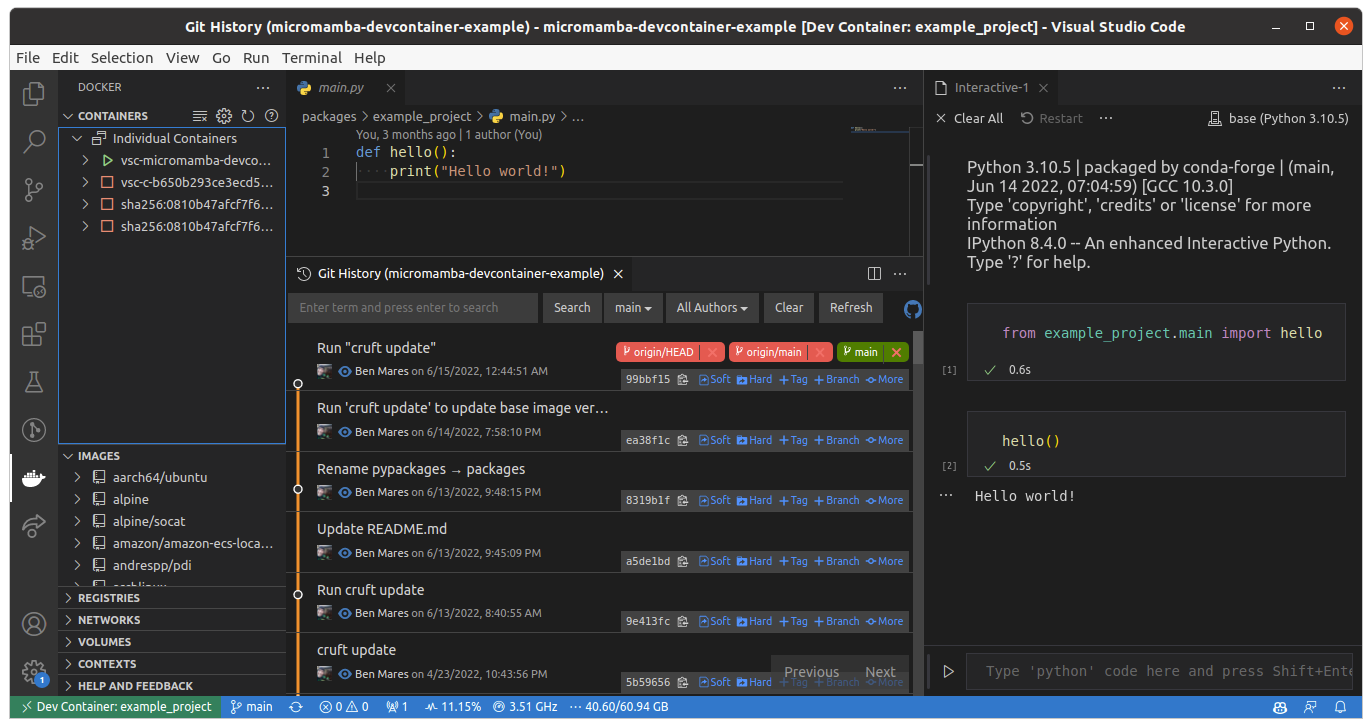 Git History (micromamba-devcontainer-example) - micromamba-devcontainer-example [Dev Container: example_project] - Visual Studio Code
File Edit Selection View Go Run Terminal Help
DOCKER
CONTAINERS
Individual Containers
vsc-micromamba-devco...
vsc-c-b650b293ce3ecd5...
sha256:0810b47afcf7f6...
sha256:0810b47afcf7f6...
IMAGES
aarch64/ubuntu
alpine
alpine/socat
amazon/amazon-ecs-loca...
andrespp/pdi
REGISTRIES
NETWORKS
VOLUMES
CONTEXTS
HELP AND FEEDBACK
1
main.py
packages > example_project > main.py > ...
You, 3 months ago | 1 author (You)
1 def hello():
2 print("Hello world!")
3
Git History (micromamba-devcontainer-example)
Enter term and press enter to search Search main All Authors Clear Refresh
Run "cruft update" origin/HEAD origin/main main
Ben Mares on 6/15/2022, 12:44:51 AM
99bbf15 Soft Hard +Tag +Branch More
Run 'cruft update' to update base image ver...
Ben Mares on 6/14/2022, 7:58:10 PM
ea38f1c Soft Hard +Tag +Branch More
Rename pypackages → packages
Ben Mares on 6/13/2022, 9:48:15 PM
8319b1f Soft Hard +Tag +Branch More
Update README.md
Ben Mares on 6/13/2022, 9:45:09 PM
a5de1bd Soft Hard +Tag +Branch More
Run cruft update
Ben Mares on 6/13/2022, 8:40:55 AM
9e413fc Soft Hard +Tag +Branch More
cruft update
Ben Mares on 4/23/2022, 10:43:56 PM
Previous Next
5b59656 Soft Hard +Tag +Branch More
Interactive-1
Clear All Restart ... base (Python 3.10.5)
Python 3.10.5 | packaged by conda-forge | (main,
Jun 14 2022, 07:04:59) [GCC 10.3.0]
Type 'copyright', 'credits' or 'license' for more
information
IPython 8.4.0 -- An enhanced Interactive Python.
Type '?' for help.
from example_project.main import hello
[1] 0.6s
hello()
[2] 0.5s
... Hello world!
Type 'python' code here and press Shift+Ente
Dev Container: example_project main 0 0 1 11.15% 3.51 GHz ... 40.60/60.94 GB